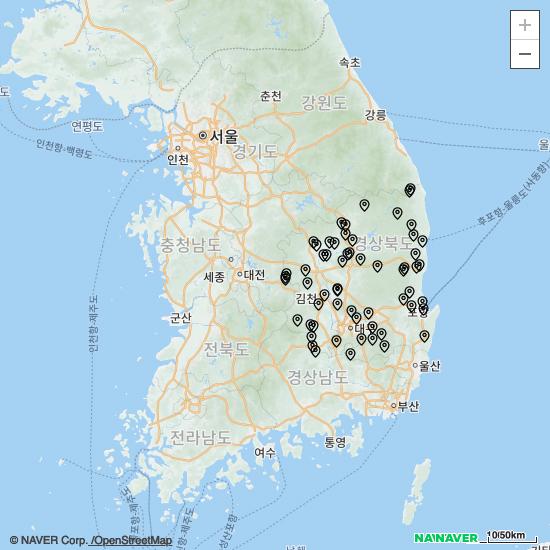 +
−
속초
춘천
강원도
강릉
도
연평도
인천항-백령도
서울
인천
경기도
울
후포항-울릉도(사동항)
충청남도
경상북도
세종
대전
김천
인천항-제주도
군산
포항
대구
전라북도
경상남도
울산
부산
전라남도
여수
통영
© NAVER Corp. /OpenStreetMap
NAVER
10/50km